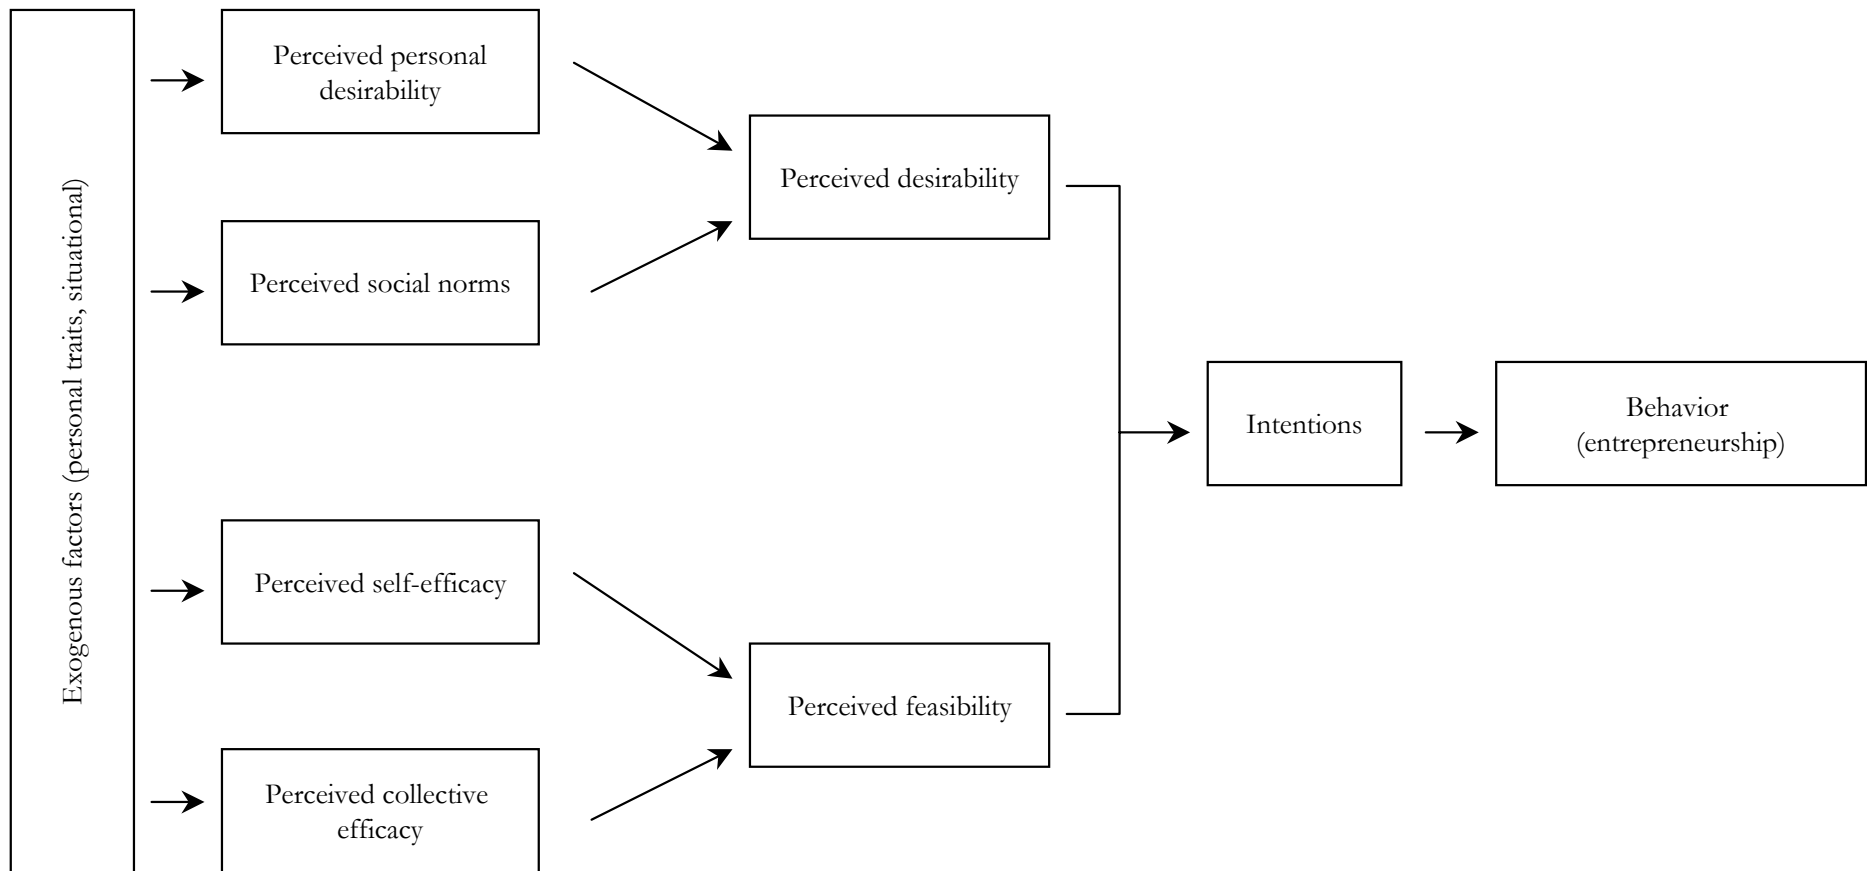 Exogenous factors (personal traits, situational)
Perceived personal
desirability
Perceived social norms
Perceived self-efficacy
Perceived collective
efficacy
Perceived desirability
Perceived feasibility
Intentions
Behavior
(entrepreneurship)